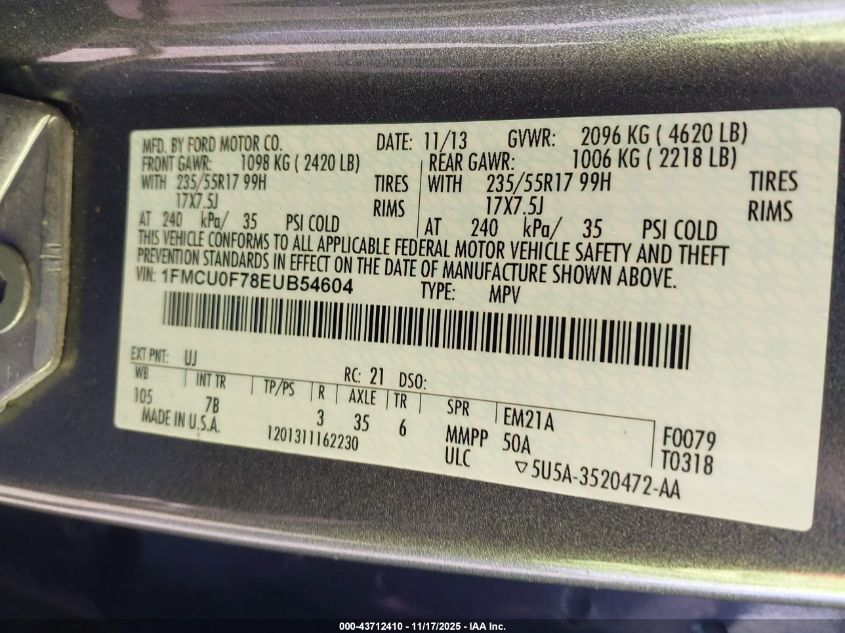 MFD. BY FORD MOTOR CO. DATE: 11/13 GVWR: 2096 KG ( 4620 LB)
FRONT GAWR: 1098 KG ( 2420 LB) REAR GAWR: 1006 KG ( 2218 LB)
WITH 235/55R17 99H TIRES WITH 235/55R17 99H TIRES
17X7.5J RIMS 17X7.5J RIMS
AT 240 kPa/ 35 PSI COLD AT 240 kPa/ 35 PSI COLD
THIS VEHICLE CONFORMS TO ALL APPLICABLE FEDERAL MOTOR VEHICLE SAFETY AND THEFT
PREVENTION STANDARDS IN EFFECT ON THE DATE OF MANUFACTURE SHOWN ABOVE.
VIN: 1FMCU0F78EUB54604 TYPE: MPV
EXT PNT: UJ RC: 21 DSO:
WB INT TR TP/PS R AXLE TR SPR EM21A F0079
105 7B 3 35 6 MMPP 50A T0318
MADE IN U.S.A. 1201311162230 ULC ▽5U5A-3520472-AA
000-43712410 - 11/17/2025 - IAA Inc.